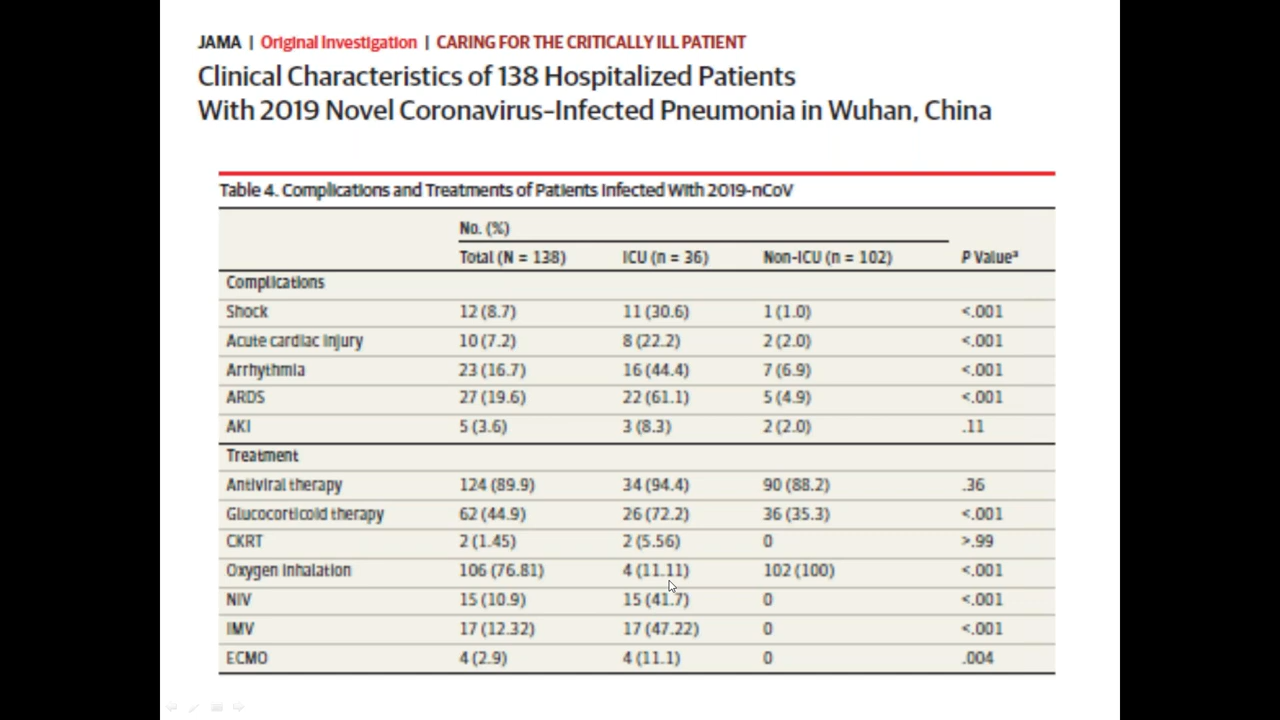 JAMA | Original Investigation | CARING FOR THE CRITICALLY ILL PATIENT
Clinical Characteristics of 138 Hospitalized Patients
With 2019 Novel Coronavirus–Infected Pneumonia in Wuhan, China
Table 4. Complications and Treatments of Patients Infected With 2019-nCoV
No. (%)
Total (N = 138) ICU (n = 36) Non-ICU (n = 102) P Valueª
Complications
Shock 12 (8.7) 11 (30.6) 1 (1.0) <.001
Acute cardiac injury 10 (7.2) 8 (22.2) 2 (2.0) <.001
Arrhythmia 23 (16.7) 16 (44.4) 7 (6.9) <.001
ARDS 27 (19.6) 22 (61.1) 5 (4.9) <.001
AKI 5 (3.6) 3 (8.3) 2 (2.0) .11
Treatment
Antiviral therapy 124 (89.9) 34 (94.4) 90 (88.2) .36
Glucocorticoid therapy 62 (44.9) 26 (72.2) 36 (35.3) <.001
CKRT 2 (1.45) 2 (5.56) 0 >.99
Oxygen inhalation 106 (76.81) 4 (11.11) 102 (100) <.001
NIV 15 (10.9) 15 (41.7) 0 <.001
IMV 17 (12.32) 17 (47.22) 0 <.001
ECMO 4 (2.9) 4 (11.1) 0 .004